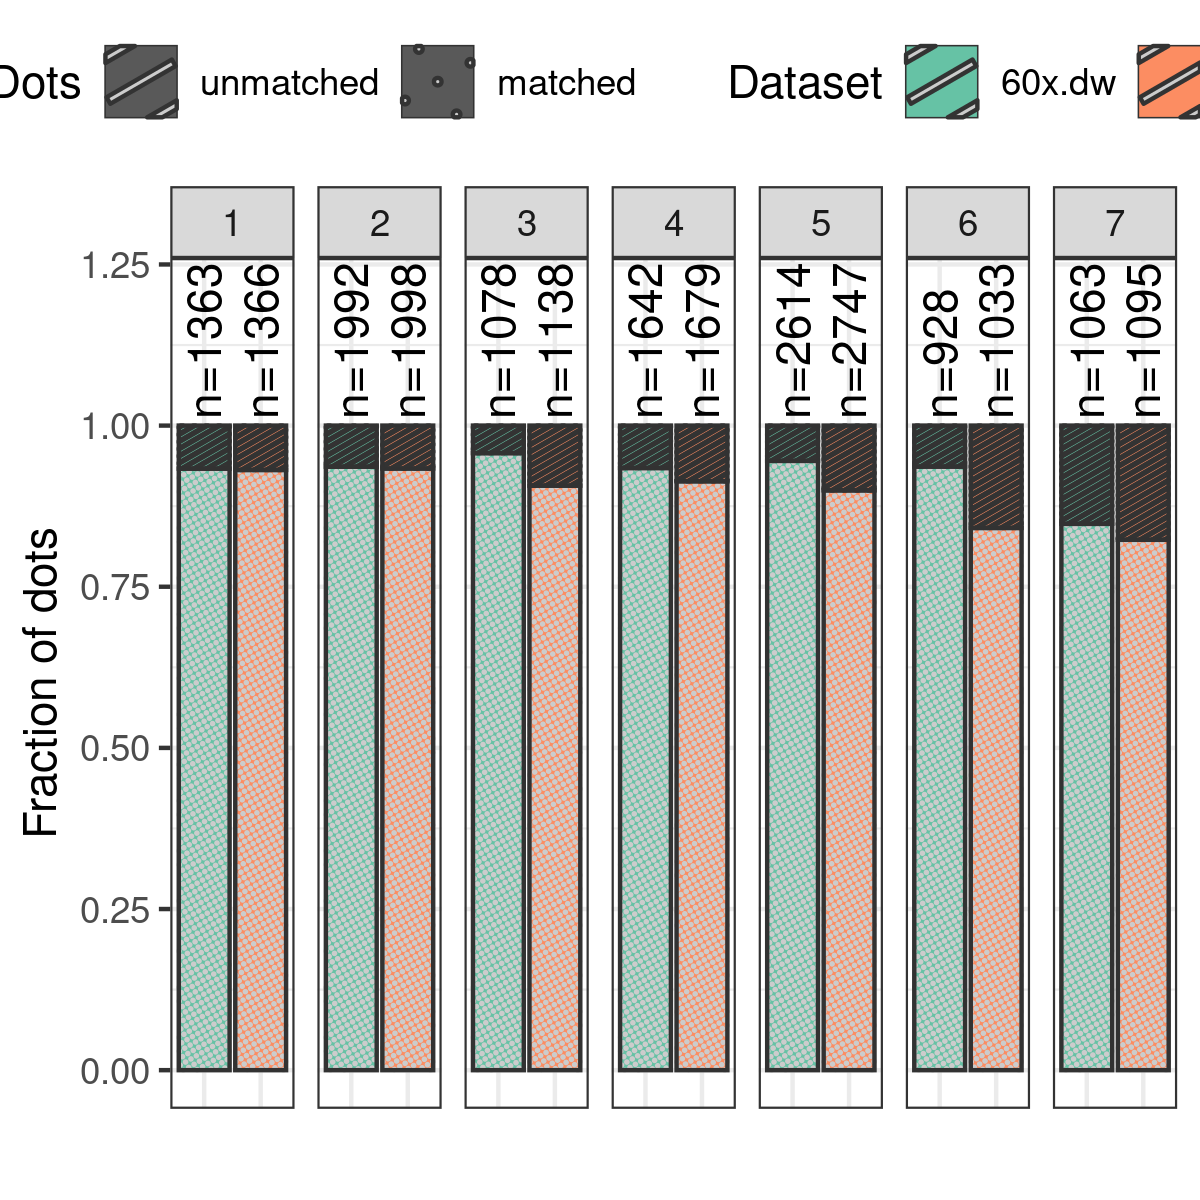 Dots unmatched matched Dataset 60x.dw
1 2 3 4 5 6 7
n=1363 n=1366 n=1992 n=1998 n=1078 n=1138 n=1642 n=1679 n=2614 n=2747 n=928 n=1033 n=1063 n=1095
Fraction of dots
1.25
1.00
0.75
0.50
0.25
0.00